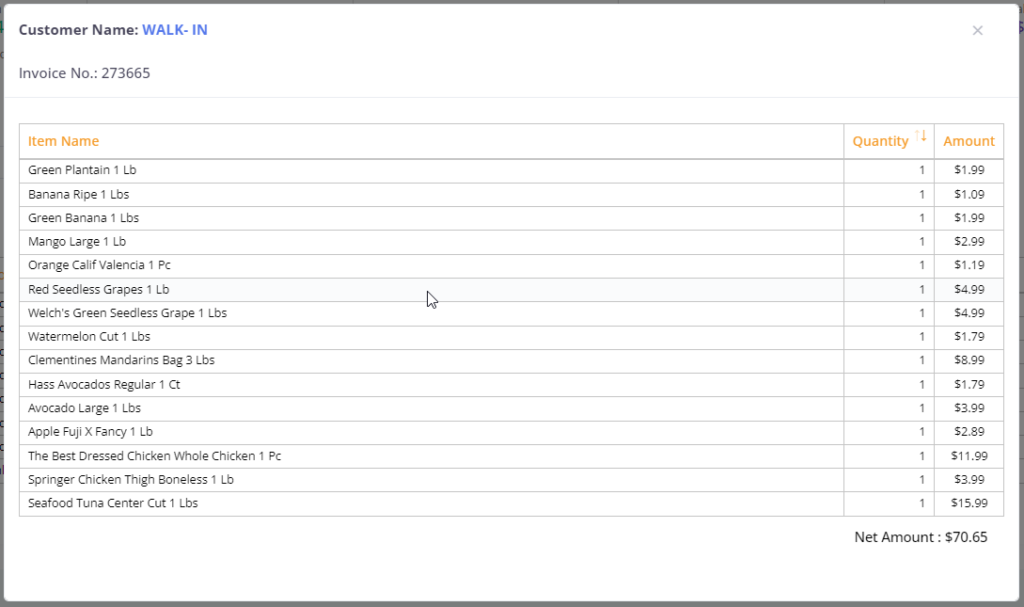 Customer Name: WALK- IN
×
Invoice No.: 273665
Item Name Quantity Amount
Green Plantain 1 Lb 1 $1.99
Banana Ripe 1 Lbs 1 $1.09
Green Banana 1 Lbs 1 $1.99
Mango Large 1 Lb 1 $2.99
Orange Calif Valencia 1 Pc 1 $1.19
Red Seedless Grapes 1 Lb 1 $4.99
Welch's Green Seedless Grape 1 Lbs 1 $4.99
Watermelon Cut 1 Lbs 1 $1.79
Clementines Mandarins Bag 3 Lbs 1 $8.99
Hass Avocados Regular 1 Ct 1 $1.79
Avocado Large 1 Lbs 1 $3.99
Apple Fuji X Fancy 1 Lb 1 $2.89
The Best Dressed Chicken Whole Chicken 1 Pc 1 $11.99
Springer Chicken Thigh Boneless 1 Lb 1 $3.99
Seafood Tuna Center Cut 1 Lbs 1 $15.99
Net Amount : $70.65